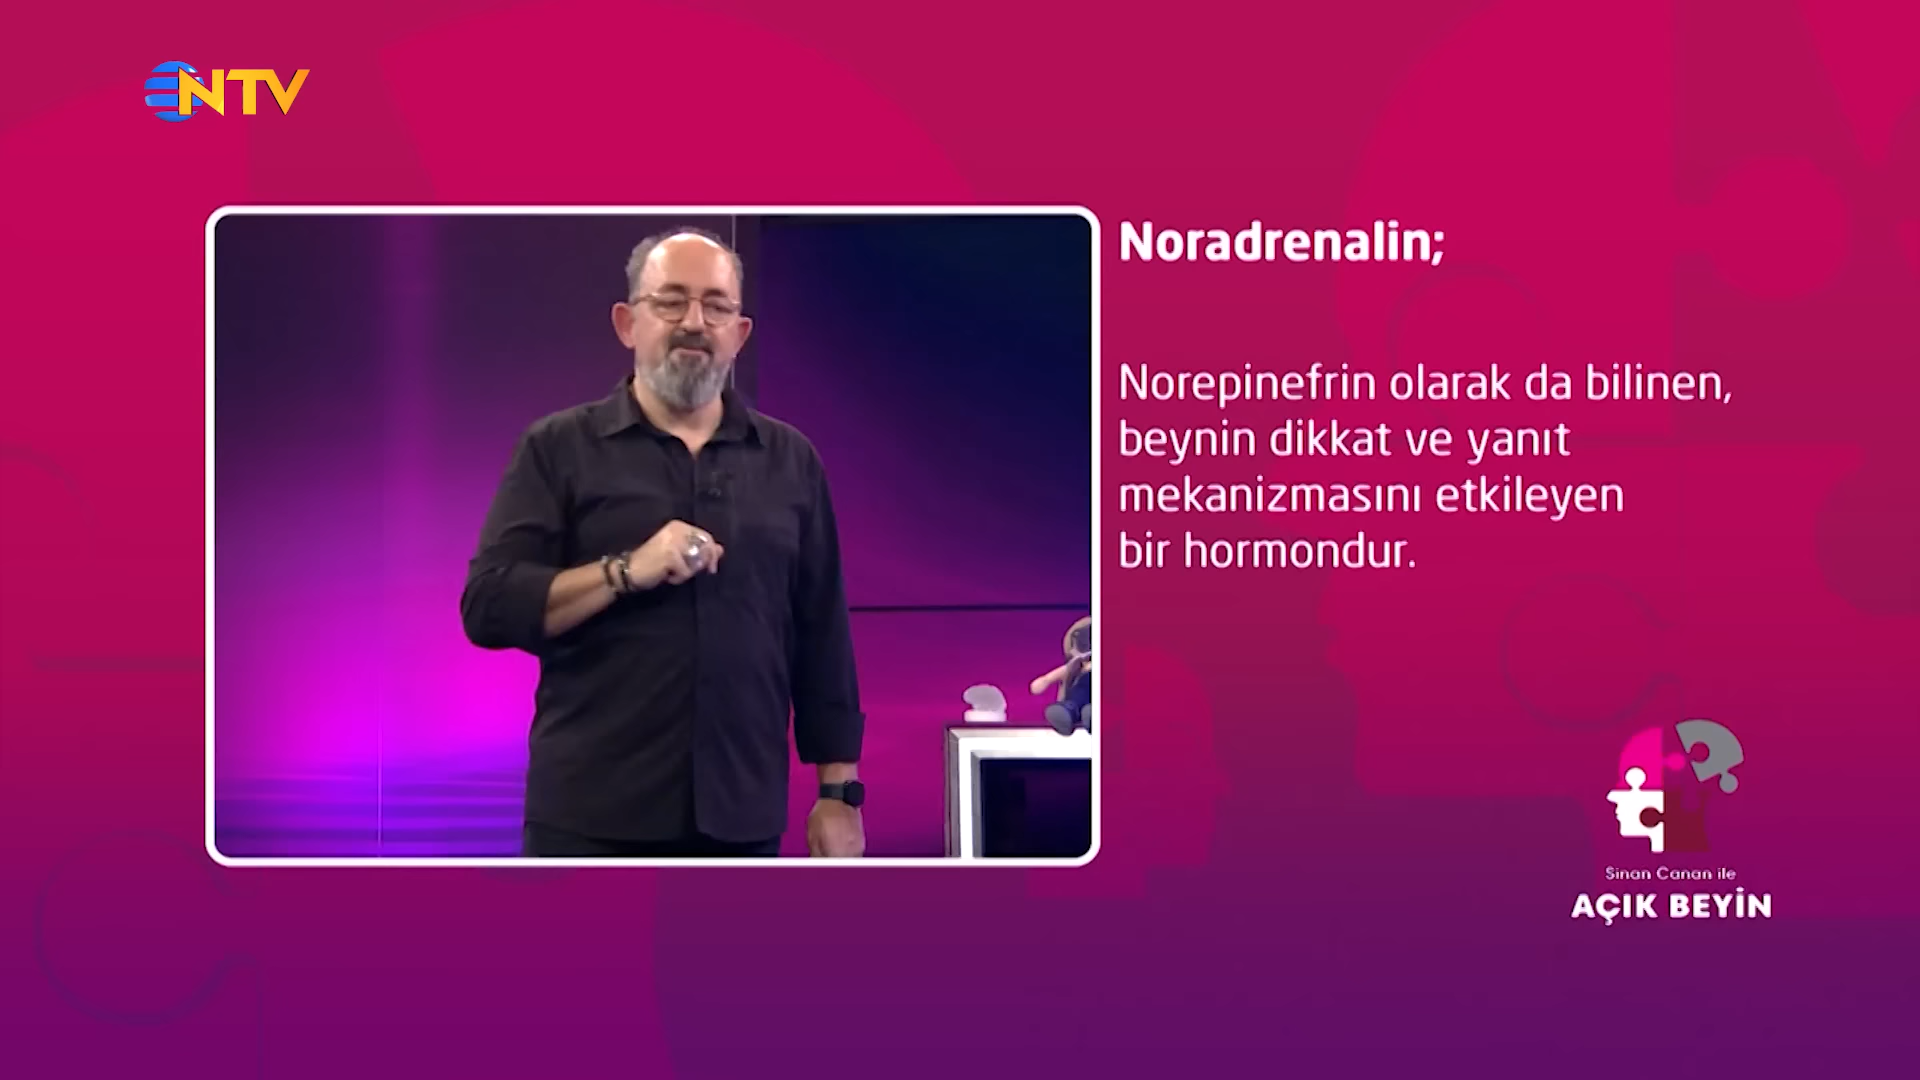 NTV
Noradrenalin;
Norepinefrin olarak da bilinen,
beynin dikkat ve yanıt
mekanizmasını etkileyen
bir hormondur.
Sinan Canan ile
AÇIK BEYİN